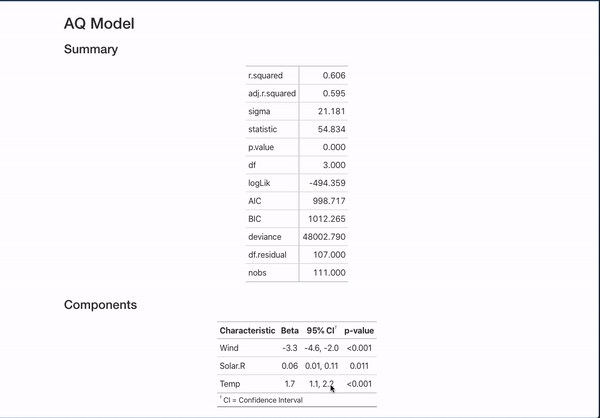 AQ Model
Summary
r.squared 0.606
adj.r.squared 0.595
sigma 21.181
statistic 54.834
p.value 0.000
df 3.000
logLik -494.359
AIC 998.717
BIC 1012.265
deviance 48002.790
df.residual 107.000
nobs 111.000
Components
Characteristic Beta 95% CI¹ p-value
Wind -3.3 -4.6, -2.0 <0.001
Solar.R 0.06 0.01, 0.11 0.011
Temp 1.7 1.1, 2.2 <0.001
¹ CI = Confidence Interval